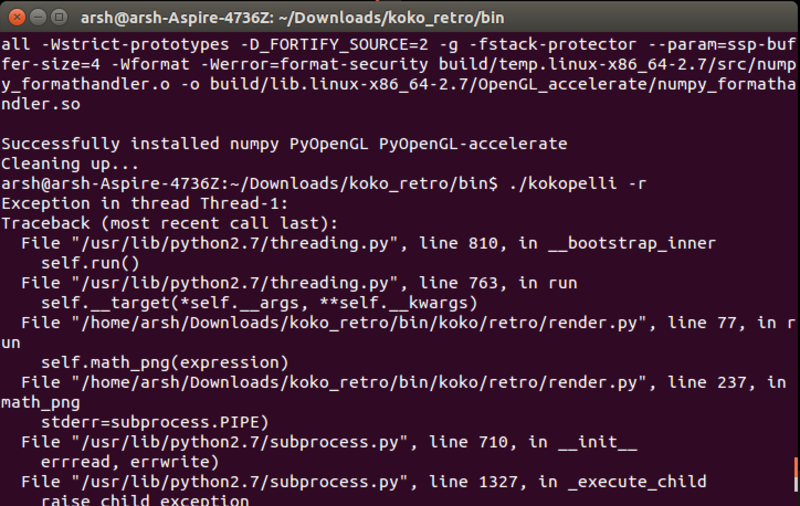 arsh@arsh-Aspire-4736Z: ~/Downloads/koko_retro/bin
all -Wstrict-prototypes -D_FORTIFY_SOURCE=2 -g -fstack-protector --param=ssp-buf
fer-size=4 -Wformat -Werror=format-security build/temp.linux-x86_64-2.7/src/nump
y_formathandler.o -o build/lib.linux-x86_64-2.7/OpenGL_accelerate/numpy_formatha
ndler.so
Successfully installed numpy PyOpenGL PyOpenGL-accelerate
Cleaning up...
arsh@arsh-Aspire-4736Z:~/Downloads/koko_retro/bin$ ./kokopelli -r
Exception in thread Thread-1:
Traceback (most recent call last):
  File "/usr/lib/python2.7/threading.py", line 810, in __bootstrap_inner
    self.run()
  File "/usr/lib/python2.7/threading.py", line 763, in run
    self.__target(*self.__args, **self.__kwargs)
  File "/home/arsh/Downloads/koko_retro/bin/koko/retro/render.py", line 77, in r
un
    self.math_png(expression)
  File "/home/arsh/Downloads/koko_retro/bin/koko/retro/render.py", line 237, in
math_png
    stderr=subprocess.PIPE)
  File "/usr/lib/python2.7/subprocess.py", line 710, in __init__
    errread, errwrite)
  File "/usr/lib/python2.7/subprocess.py", line 1327, in _execute_child
    raise child_exception